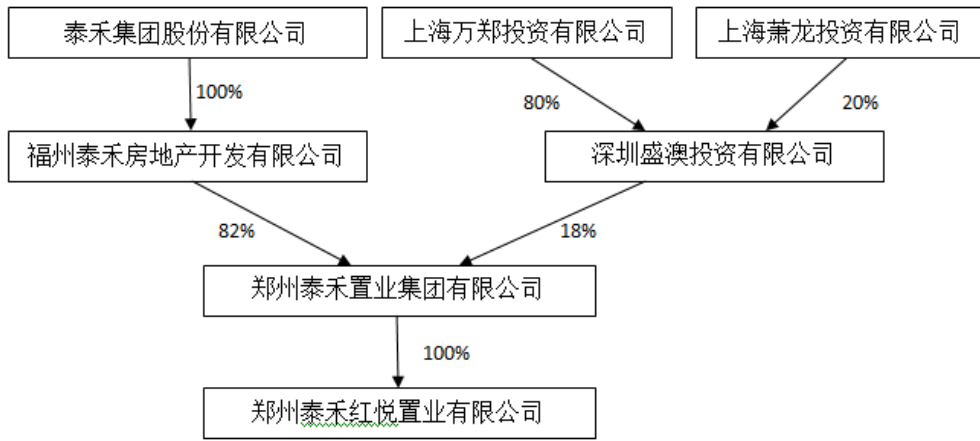 泰禾集团股份有限公司
上海万郑投资有限公司
上海萧龙投资有限公司
100%
80%
20%
福州泰禾房地产开发有限公司
深圳盛澳投资有限公司
82%
18%
郑州泰禾置业集团有限公司
100%
郑州泰禾红悦置业有限公司